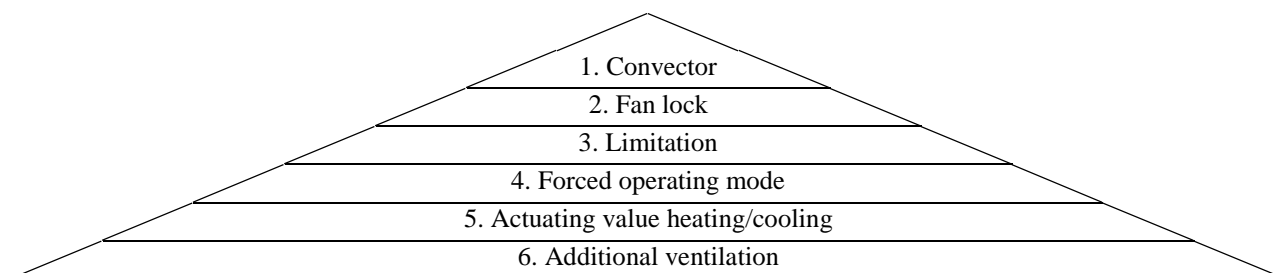 1. Convector
2. Fan lock
3. Limitation
4. Forced operating mode
5. Actuating value heating/cooling
6. Additional ventilation